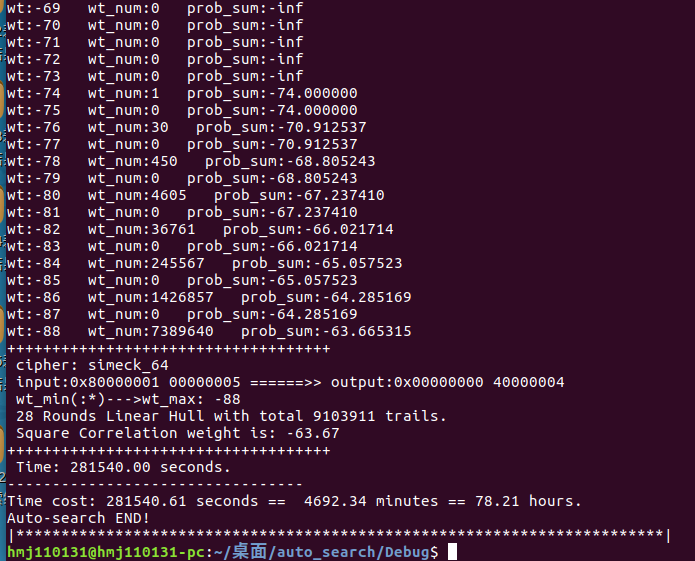 wt:-69   wt_num:0   prob_sum:-inf
wt:-70   wt_num:0   prob_sum:-inf
wt:-71   wt_num:0   prob_sum:-inf
wt:-72   wt_num:0   prob_sum:-inf
wt:-73   wt_num:0   prob_sum:-inf
wt:-74   wt_num:1   prob_sum:-74.000000
wt:-75   wt_num:0   prob_sum:-74.000000
wt:-76   wt_num:30   prob_sum:-70.912537
wt:-77   wt_num:0   prob_sum:-70.912537
wt:-78   wt_num:450   prob_sum:-68.805243
wt:-79   wt_num:0   prob_sum:-68.805243
wt:-80   wt_num:4605   prob_sum:-67.237410
wt:-81   wt_num:0   prob_sum:-67.237410
wt:-82   wt_num:36761   prob_sum:-66.021714
wt:-83   wt_num:0   prob_sum:-66.021714
wt:-84   wt_num:245567   prob_sum:-65.057523
wt:-85   wt_num:0   prob_sum:-65.057523
wt:-86   wt_num:1426857   prob_sum:-64.285169
wt:-87   wt_num:0   prob_sum:-64.285169
wt:-88   wt_num:7389640   prob_sum:-63.665315
++++++++++++++++++++++++++++++++++++
 cipher: simeck_64
 input:0x80000001 00000005 ======>> output:0x00000000 40000004
 wt_min(:*)--->wt_max: -88
 28 Rounds Linear Hull with total 9103911 trails.
 Square Correlation weight is: -63.67
++++++++++++++++++++++++++++++++++++
 Time: 281540.00 seconds.
---------------------------------
Time cost: 281540.61 seconds ==  4692.34 minutes == 78.21 hours.
Auto-search END!
|************************************************************************|
hmj110131@hmj110131-pc:~/桌面/auto_search/Debug$